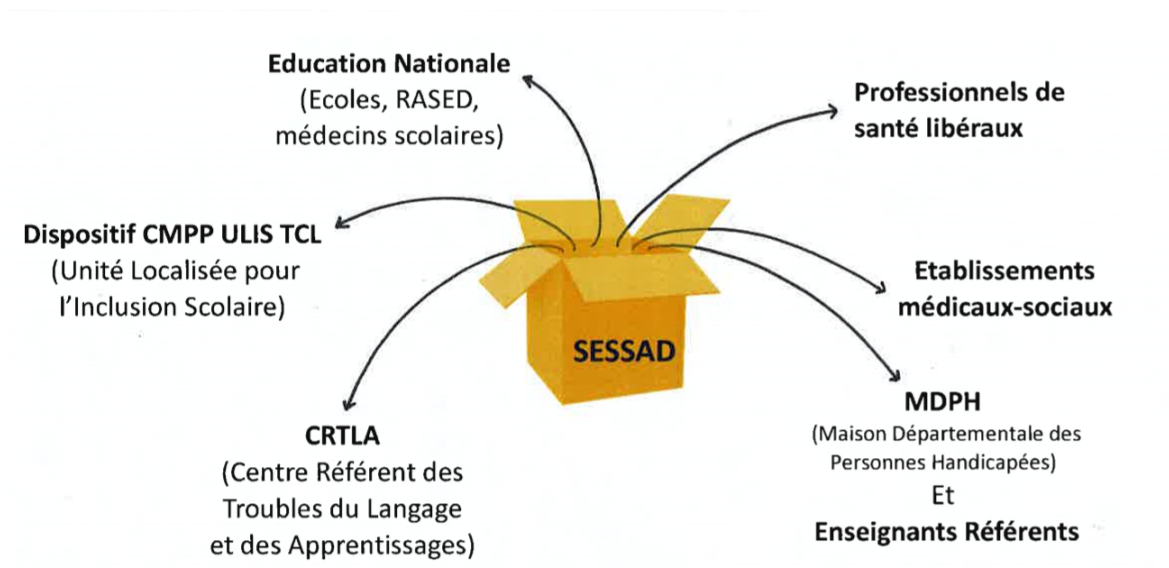 Education Nationale
(Ecoles, RASED,
médecins scolaires)
Professionnels de
santé libéraux
Dispositif CMPP ULIS TCL
(Unité Localisée pour
l'Inclusion Scolaire)
Etablissements
médicaux-sociaux
SESSAD
CRTLA
(Centre Référent des
Troubles du Langage
et des Apprentissages)
MDPH
(Maison Départementale des
Personnes Handicapées)
Et
Enseignants Référents